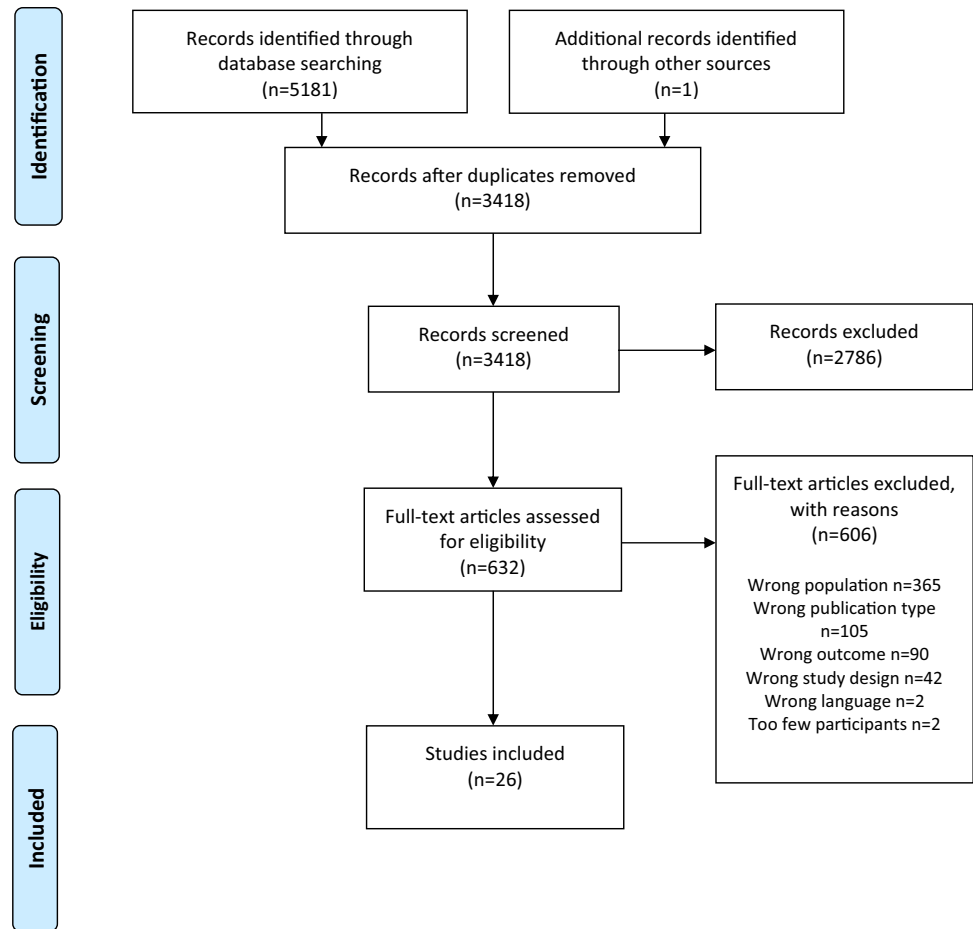 Identification
Records identified through
database searching
(n=5181)
Additional records identified
through other sources
(n=1)
Records after duplicates removed
(n=3418)
Screening
Records screened
(n=3418)
Records excluded
(n=2786)
Eligibility
Full-text articles assessed
for eligibility
(n=632)
Full-text articles excluded,
with reasons
(n=606)
Wrong population n=365
Wrong publication type
n=105
Wrong outcome n=90
Wrong study design n=42
Wrong language n=2
Too few participants n=2
Included
Studies included
(n=26)